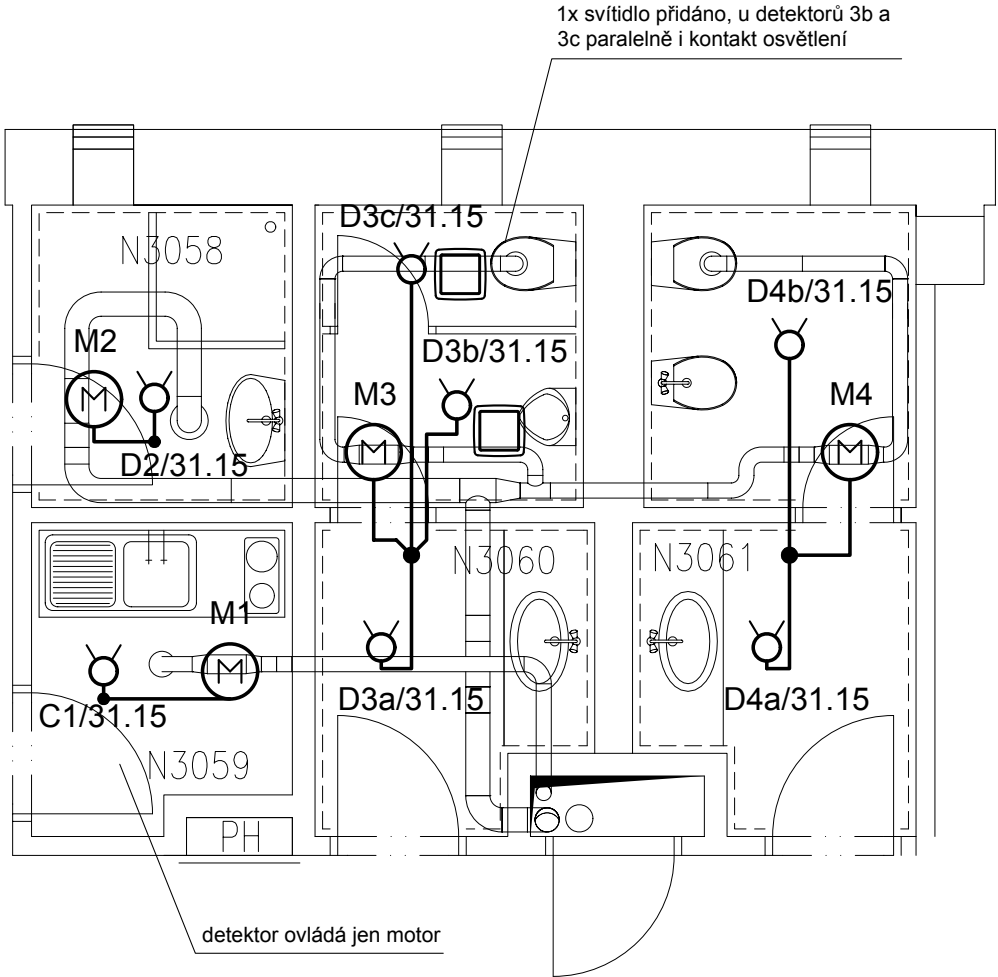 1x svítidlo přidáno, u detektorů 3b a
3c paralelně i kontakt osvětlení
D3c/31.15
N3058
D4b/31.15
M2
D3b/31.15
M3
M4
M
M
M
D2/31.15
N3060
N3061
M1
M
C1/31.15
D3a/31.15
D4a/31.15
N3059
PH
detektor ovládá jen motor